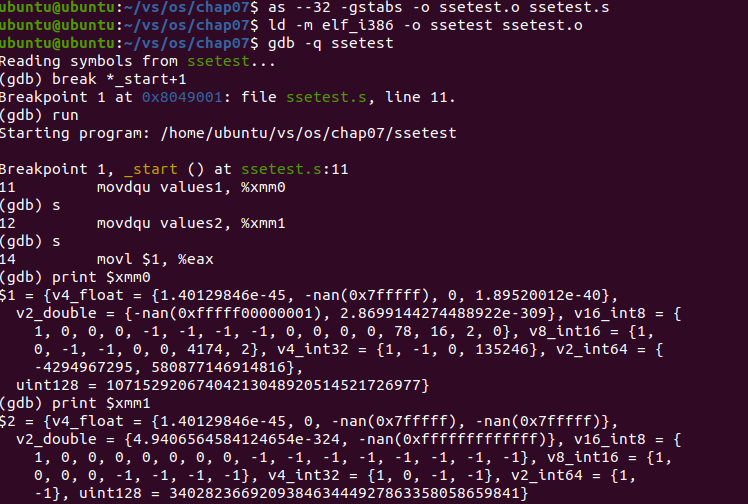 ubuntu@ubuntu:~/vs/os/chap07$ as --32 -gstabs -o ssetest.o ssetest.s
ubuntu@ubuntu:~/vs/os/chap07$ ld -m elf_i386 -o ssetest ssetest.o
ubuntu@ubuntu:~/vs/os/chap07$ gdb -q ssetest
Reading symbols from ssetest...
(gdb) break *_start+1
Breakpoint 1 at 0x8049001: file ssetest.s, line 11.
(gdb) run
Starting program: /home/ubuntu/vs/os/chap07/ssetest

Breakpoint 1, _start () at ssetest.s:11
11        movdqu values1, %xmm0
(gdb) s
12        movdqu values2, %xmm1
(gdb) s
14        movl $1, %eax
(gdb) print $xmm0
$1 = {v4_float = {1.40129846e-45, -nan(0x7fffff), 0, 1.89520012e-40},
  v2_double = {-nan(0xfffff00000001), 2.8699144274488922e-309}, v16_int8 = {
    1, 0, 0, 0, -1, -1, -1, -1, 0, 0, 0, 0, 78, 16, 2, 0}, v8_int16 = {1,
    0, -1, -1, 0, 0, 4174, 2}, v4_int32 = {1, -1, 0, 135246}, v2_int64 = {
    -4294967295, 580877146914816},
  uint128 = 10715292067404213048920514521726977}
(gdb) print $xmm1
$2 = {v4_float = {1.40129846e-45, 0, -nan(0x7fffff), -nan(0x7fffff)},
  v2_double = {4.9406564584124654e-324, -nan(0xfffffffffffff)}, v16_int8 = {
    1, 0, 0, 0, 0, 0, 0, 0, -1, -1, -1, -1, -1, -1, -1, -1}, v8_int16 = {1,
    0, 0, 0, -1, -1, -1, -1}, v4_int32 = {1, 0, -1, -1}, v2_int64 = {1,
    -1}, uint128 = 340282366920938463444927863358058659841}